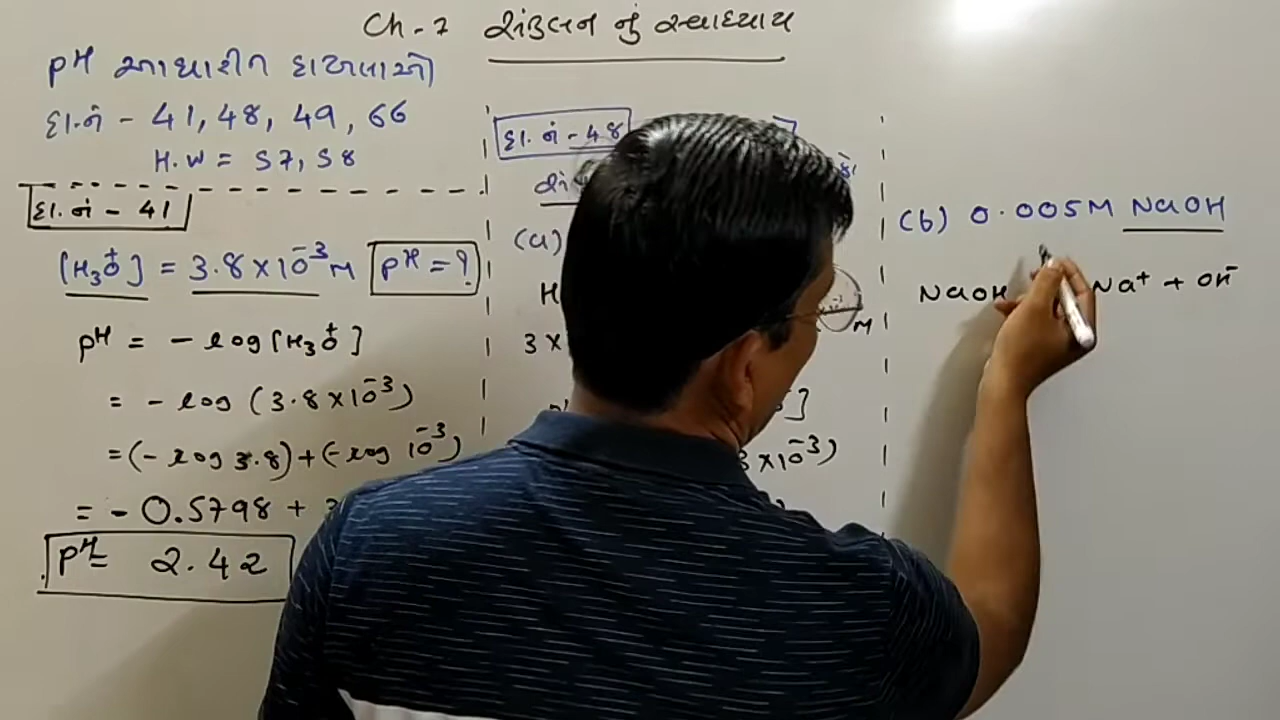 Ch - 7 સંકલન નું સ્વાધ્યાય
pH આધારીત દાખલાઓ
દા.નં - 41, 48, 49, 66
H.W = 57, 58
દા.નં - 41
[H₃O⁺] = 3.8×10⁻³ M pH = ?
pH = - log [H₃O⁺]
= - log (3.8×10⁻³)
= (- log 3.8) + (- log 10⁻³)
= - 0.5798 +
pH = 2.42
દા.નં - 48
(a)
H
3 ×
M
]
×10⁻³)
(b) 0.005M NaOH
NaOH Na⁺ + OH⁻